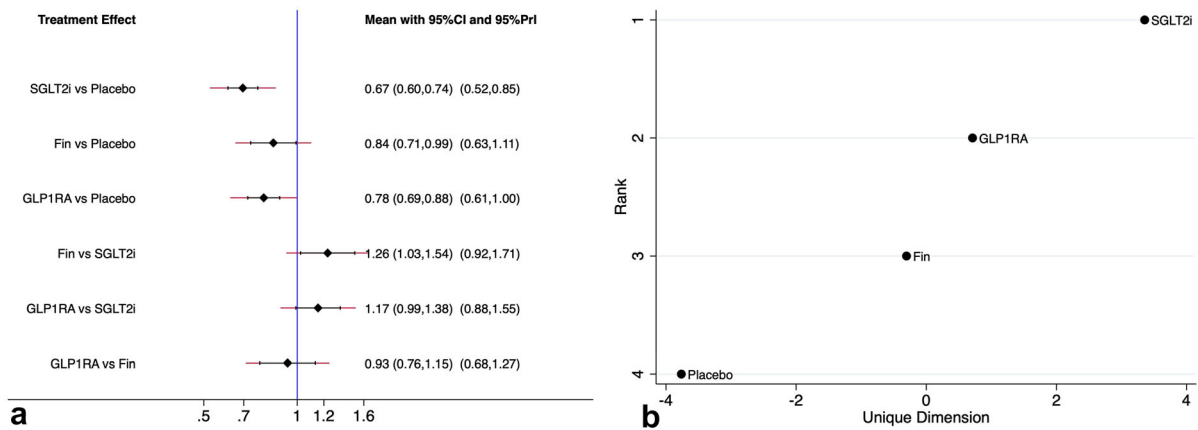 Treatment Effect Mean with 95%CI and 95%PrI
SGLT2i vs Placebo 0.67 (0.60,0.74) (0.52,0.85)
Fin vs Placebo 0.84 (0.71,0.99) (0.63,1.11)
GLP1RA vs Placebo 0.78 (0.69,0.88) (0.61,1.00)
Fin vs SGLT2i 1.26 (1.03,1.54) (0.92,1.71)
GLP1RA vs SGLT2i 1.17 (0.99,1.38) (0.88,1.55)
GLP1RA vs Fin 0.93 (0.76,1.15) (0.68,1.27)
.5 .7 1 1.2 1.6
a
Rank
1 SGLT2i
2 GLP1RA
3 Fin
4 Placebo
-4 -2 0 2 4
Unique Dimension
b